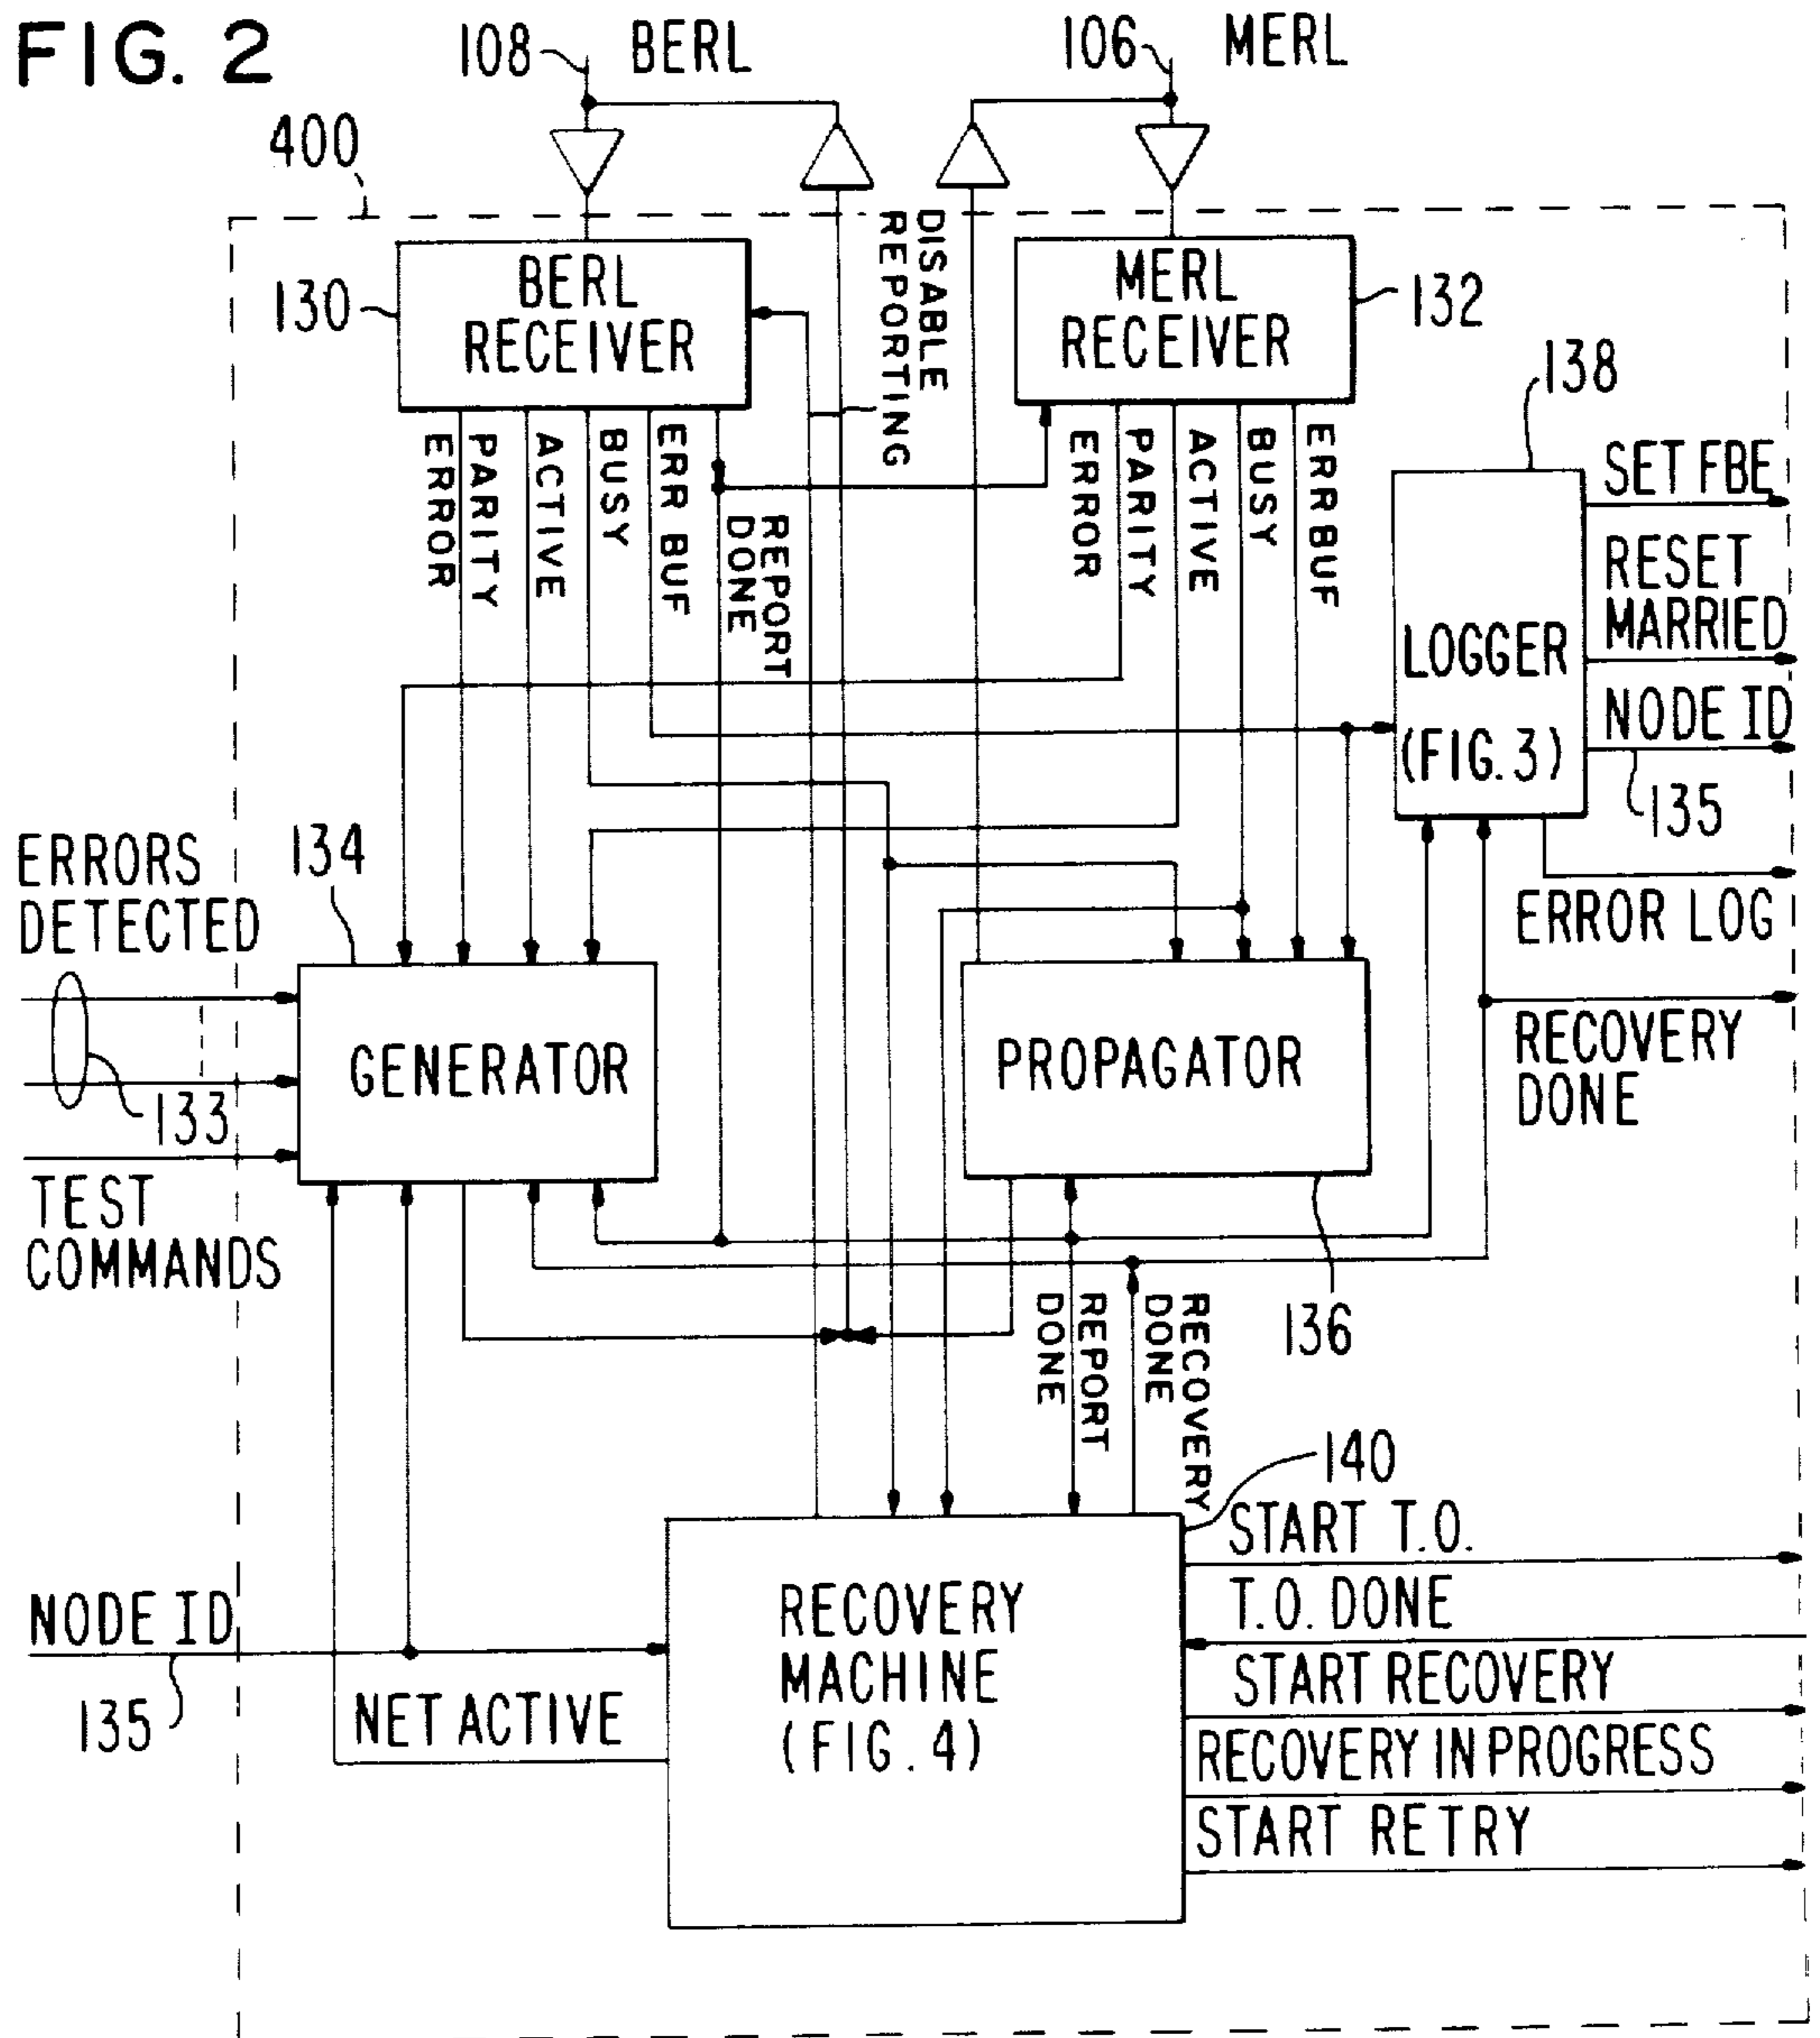 FIG. 2
108
BERL
106
MERL
400
BERL
RECEIVER
130
DISABLE
REPORTING
MERL
RECEIVER
132
138
PARITY
ERROR
ACTIVE
BUSY
ERR BUF
REPORT
DONE
PARITY
ERROR
ACTIVE
BUSY
ERR BUF
LOGGER
(FIG. 3)
SET FBE
RESET
MARRIED
NODE ID
135
ERROR LOG
RECOVERY
DONE
ERRORS
DETECTED
134
133
GENERATOR
PROPAGATOR
TEST
COMMANDS
136
REPORT
DONE
RECOVERY
DONE
140
NODE ID
135
NET ACTIVE
RECOVERY
MACHINE
(FIG. 4)
START T.O.
T.O. DONE
START RECOVERY
RECOVERY IN PROGRESS
START RETRY